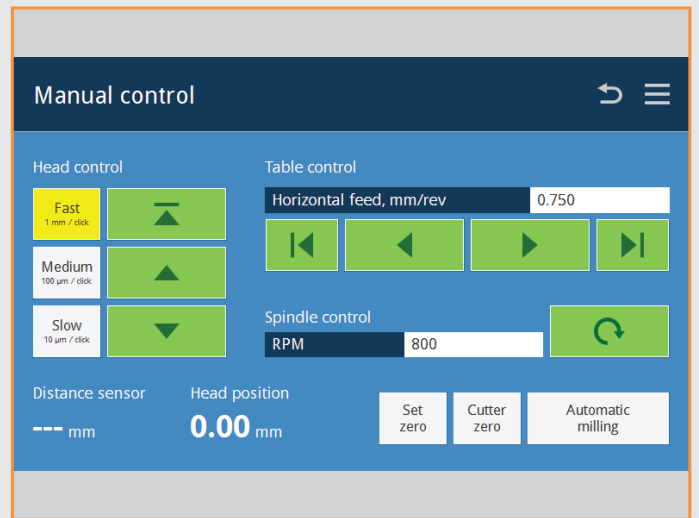 Manual control
Head control
Fast
1 mm / click
Medium
100 µm / click
Slow
10 µm / click
Table control
Horizontal feed, mm/rev 0.750
Spindle control
RPM 800
Distance sensor
--- mm
Head position
0.00 mm
Set
zero
Cutter
zero
Automatic
milling